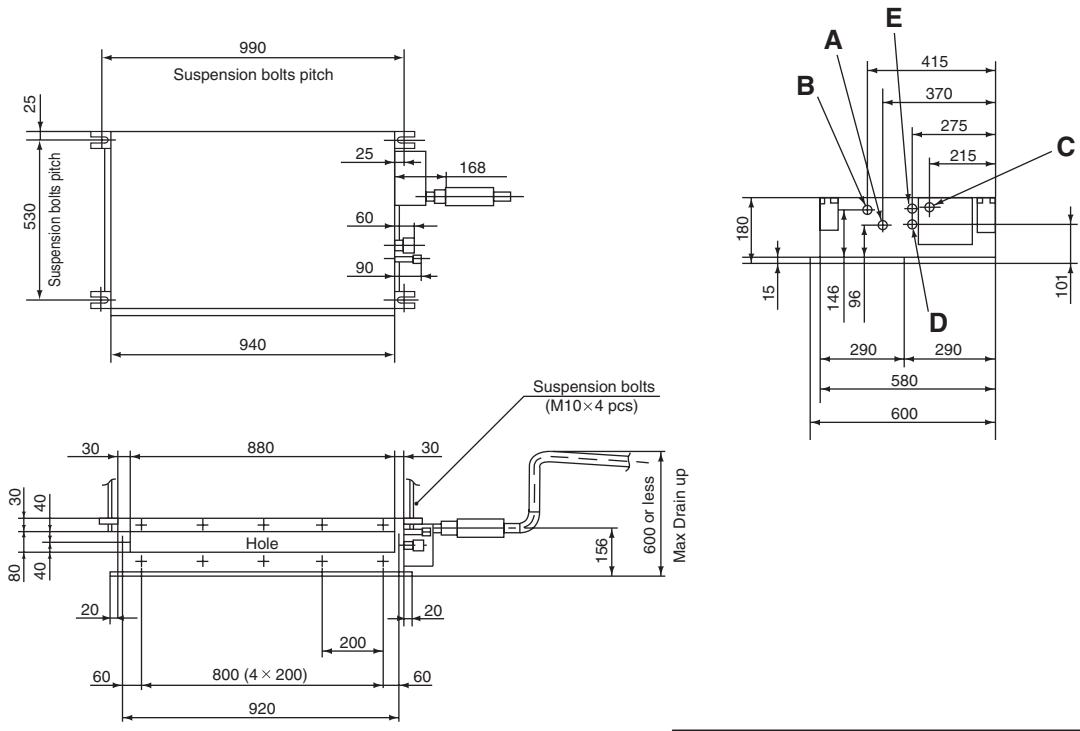 990
Suspension bolts pitch
25
530
Suspension bolts pitch
25
168
60
90
940
E
A
B
C
D
415
370
275
215
180
15
146
96
101
290
290
580
600
Suspension bolts
(M10×4 pcs)
30
880
30
30
40
80
40
Hole
156
600 or less
Max Drain up
20
20
200
60
800 (4 × 200)
60
920